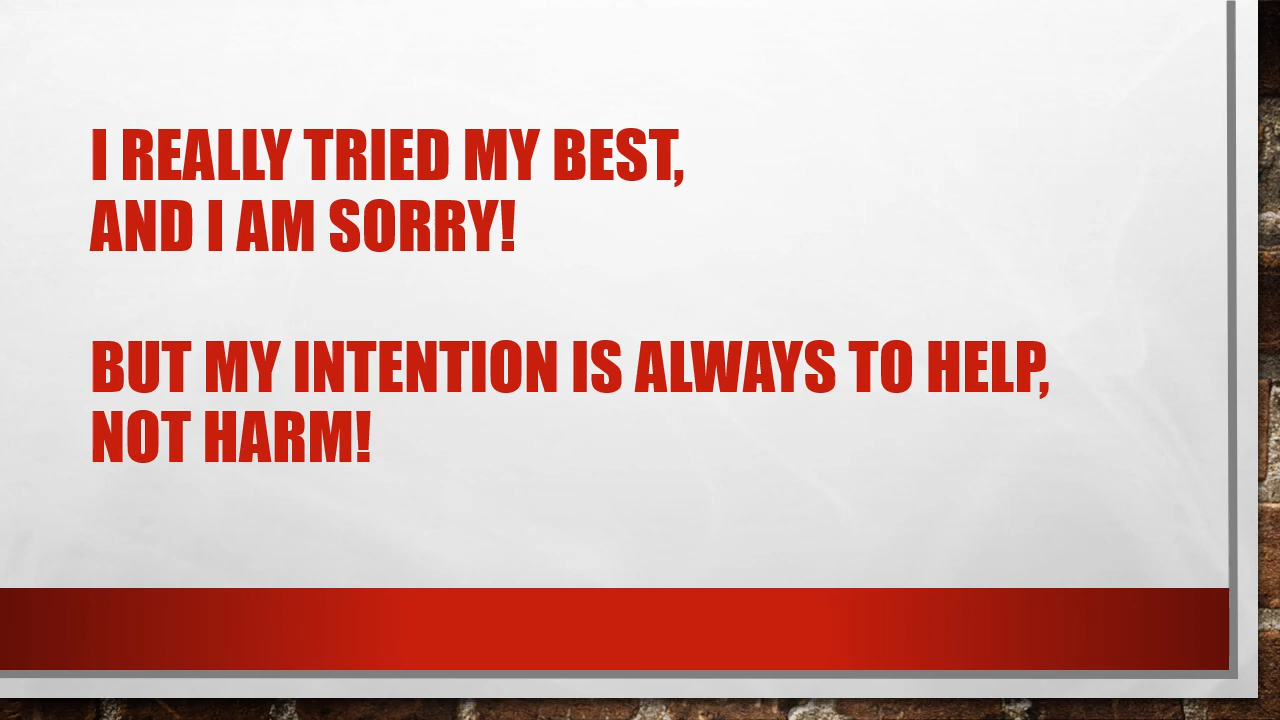 I REALLY TRIED MY BEST,
AND I AM SORRY!
BUT MY INTENTION IS ALWAYS TO HELP,
NOT HARM!